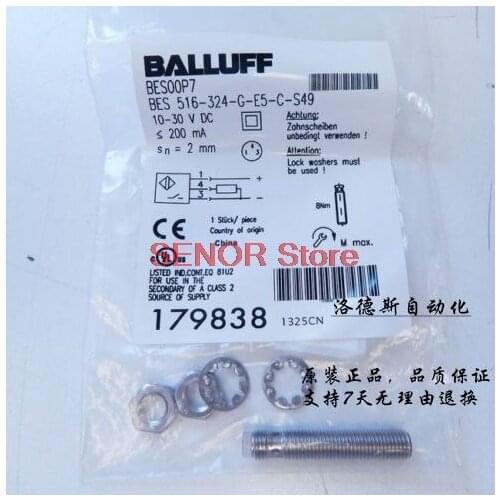 BALLUFF
BES00P7
BES 516-324-G-E5-C-S49
10-30 V DC
≤ 200 mA
sn = 2 mm
Achtung:
Zahnscheiben
unbedingt verwenden !
Attention:
Lock washers must
be used !
1
4
3
+
-
8Nm
M max.
CE
1 Stück/ piece
Country of origin
China
SENOR Store
c UL us
LISTED IND.CONT.EQ 81U2
FOR USE IN THE
SECONDARY OF A CLASS 2
SOURCE OF SUPPLY
179838
1325CN
洛德斯自动化
原装正品，品质保证
支持7天无理由退换